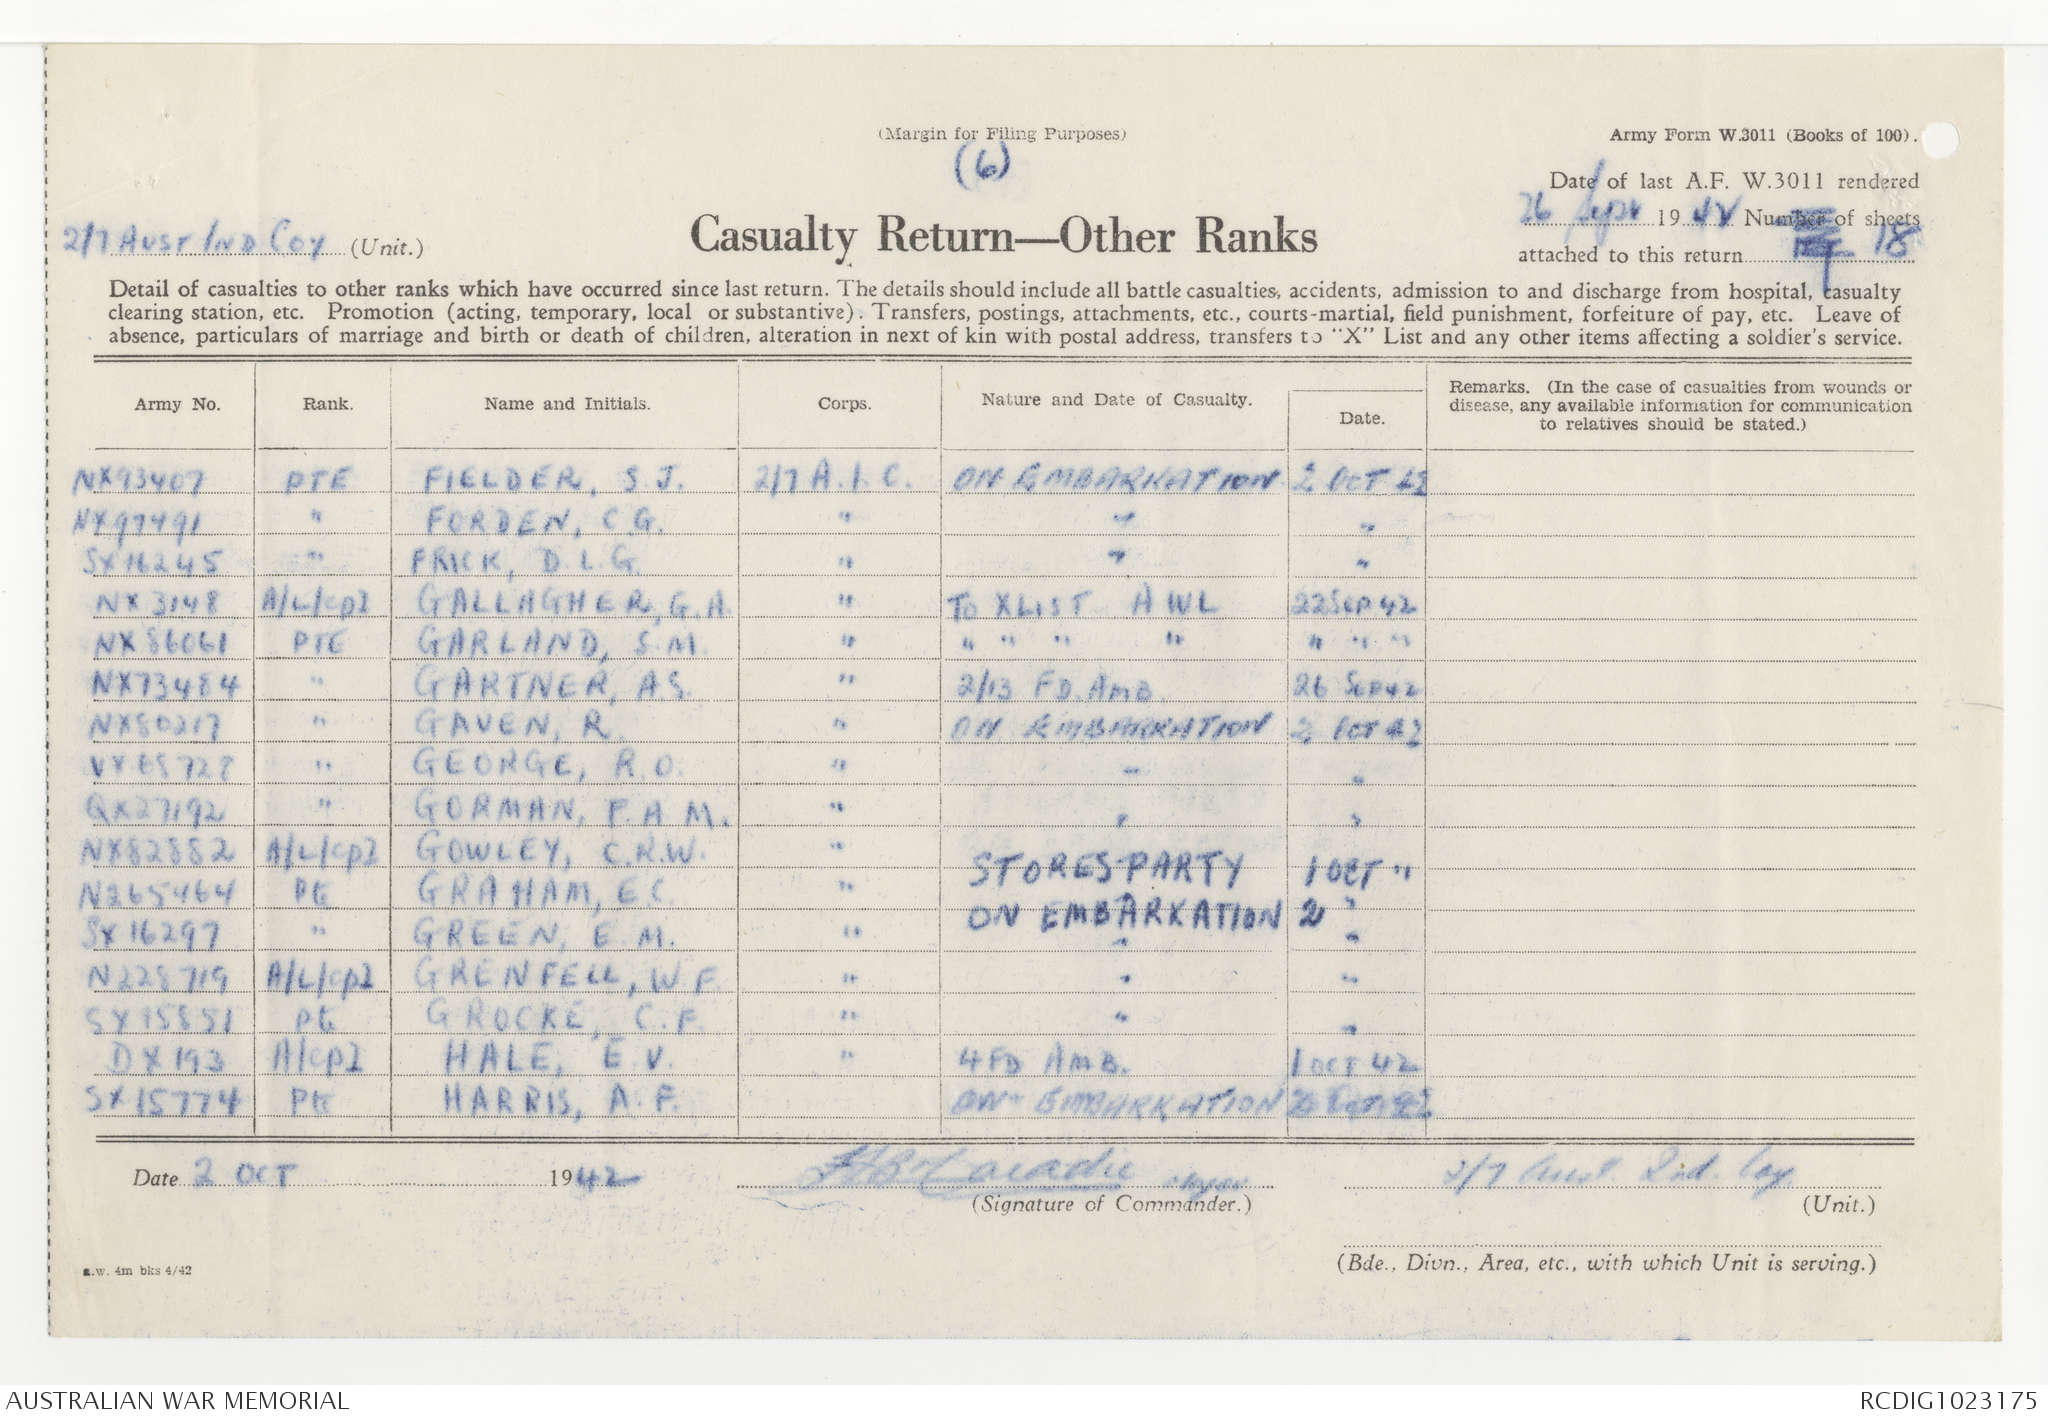 (Margin for Filing Purposes)
Army Form W.3011 (Books of 100).
(6)
Date of last A.F. W.3011 rendered
26 Sept 1942 Number of sheets
attached to this return 18
2/7 AUST IND COY (Unit.)
Casualty Return—Other Ranks
Detail of casualties to other ranks which have occurred since last return. The details should include all battle casualties, accidents, admission to and discharge from hospital, casualty
clearing station, etc. Promotion (acting, temporary, local or substantive). Transfers, postings, attachments, etc., courts-martial, field punishment, forfeiture of pay, etc. Leave of
absence, particulars of marriage and birth or death of children, alteration in next of kin with postal address, transfers to "X" List and any other items affecting a soldier's service.
Army No. Rank. Name and Initials. Corps. Nature and Date of Casualty. Date. Remarks. (In the case of casualties from wounds or
disease, any available information for communication
to relatives should be stated.)
NX93407 PTE FIELDER, S.J. 2/7 A.I.C. ON EMBARKATION 2 OCT 42
NX97491 " FORDEN, C G. " " "
SX16245 " FRICK, D.L.G. " " "
NX3148 A/L/Cpl GALLAGHER, G.A. " TO X LIST AWL 22 Sep 42
NX86061 PTE GARLAND, S.M. " " " " " " " "
NX73484 " GARTNER, A.S. " 2/13 FD. AMB. 26 Sep 42
NX80217 " GAVEN, R. " ON EMBARKATION 2 OCT 42
VX68728 " GEORGE, R.O. " " "
QX27192 " GORMAN, F.A.M. " " "
NX82882 A/L/Cpl GOWLEY, C.R.W. " STORES PARTY 1 OCT "
N265464 Pte GRAHAM, E.C. " ON EMBARKATION 2 "
SX16297 " GREEN, E.M. " " "
N228719 A/L/Cpl GRENFELL, W.F. " " "
SX15851 Pte GROCKE, C.F. " " "
DX193 A/Cpl HALE, E.V. " 4 FD AMB. 1 OCT 42
SX15774 Pte HARRIS, A.F. ON EMBARKATION 2 Oct 42
Date 2 OCT 1942 Major 2/7 Aust. Ind. Coy
(Signature of Commander.) (Unit.)
(Bde., Divn., Area, etc., with which Unit is serving.)
a.w. 4m bks 4/42
AUSTRALIAN WAR MEMORIAL RCDIG1023175